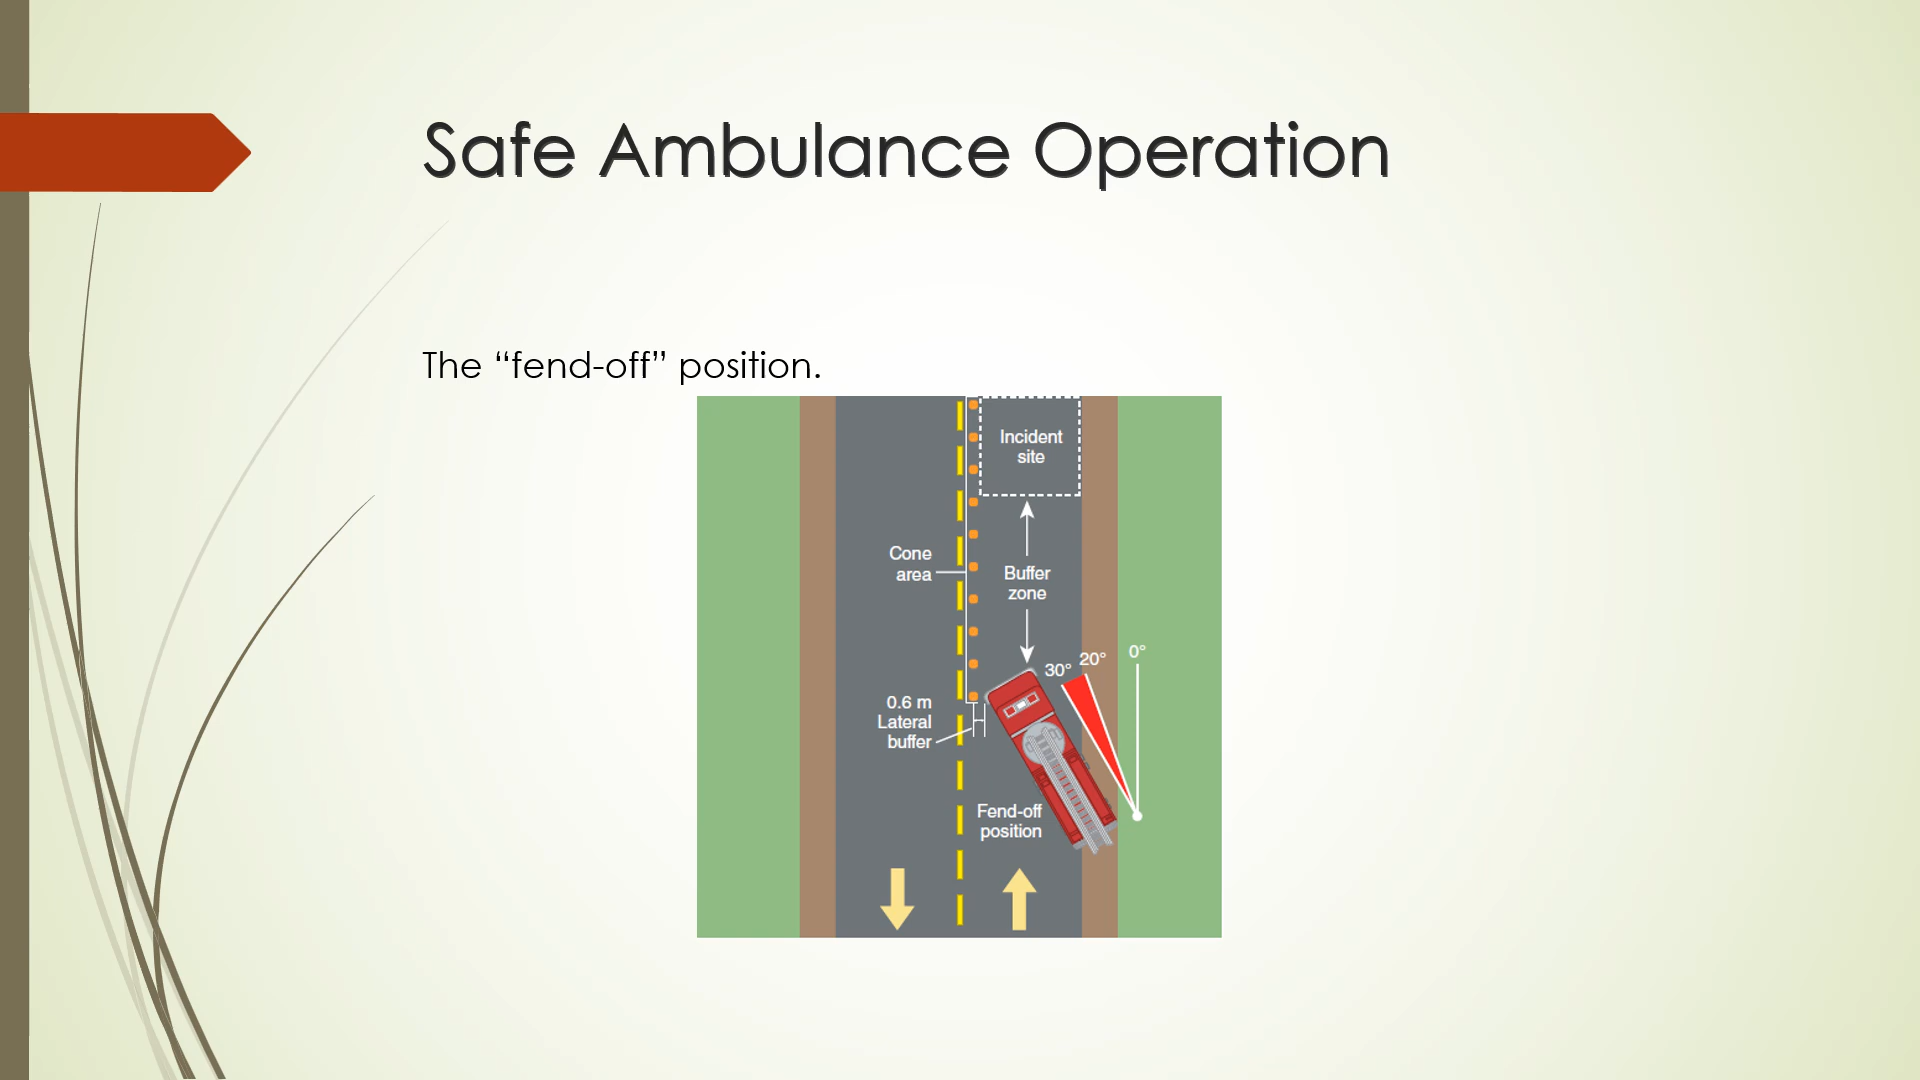 Safe Ambulance Operation
The “fend-off” position.
Incident
site
Cone
area
Buffer
zone
30°
20°
0°
0.6 m
Lateral
buffer
Fend-off
position